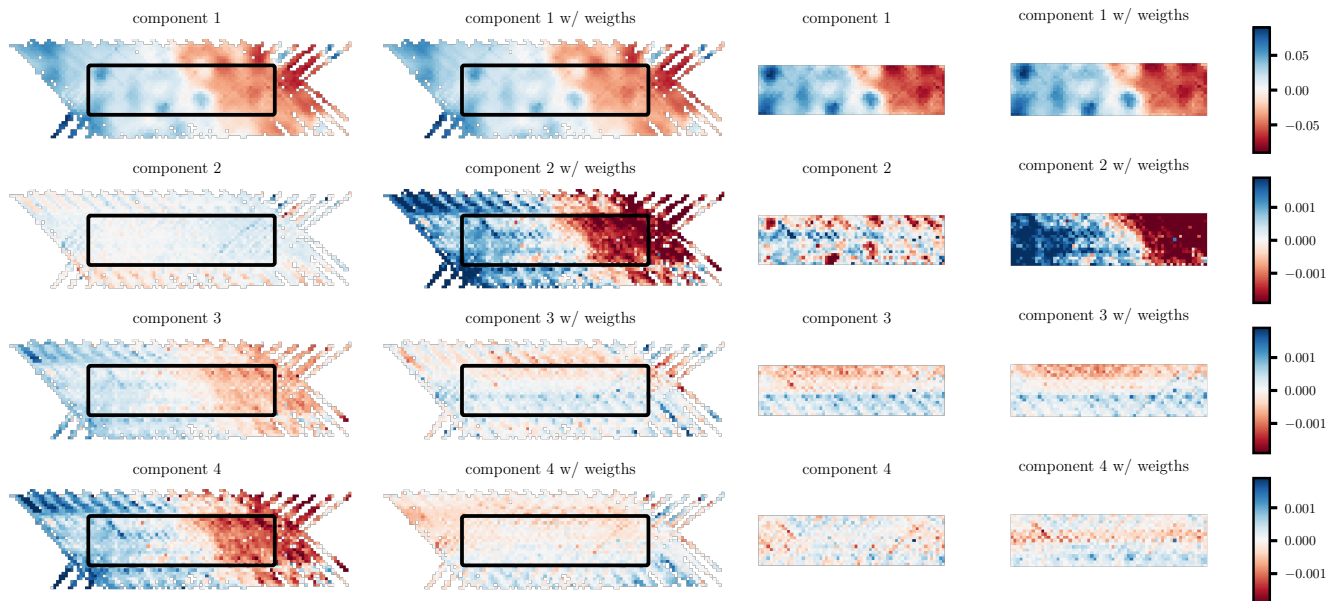 component 1
component 1 w/ weigths
component 1
component 1 w/ weigths
0.05
0.00
−0.05
component 2
component 2 w/ weigths
component 2
component 2 w/ weigths
0.001
0.000
−0.001
component 3
component 3 w/ weigths
component 3
component 3 w/ weigths
0.001
0.000
−0.001
component 4
component 4 w/ weigths
component 4
component 4 w/ weigths
0.001
0.000
−0.001